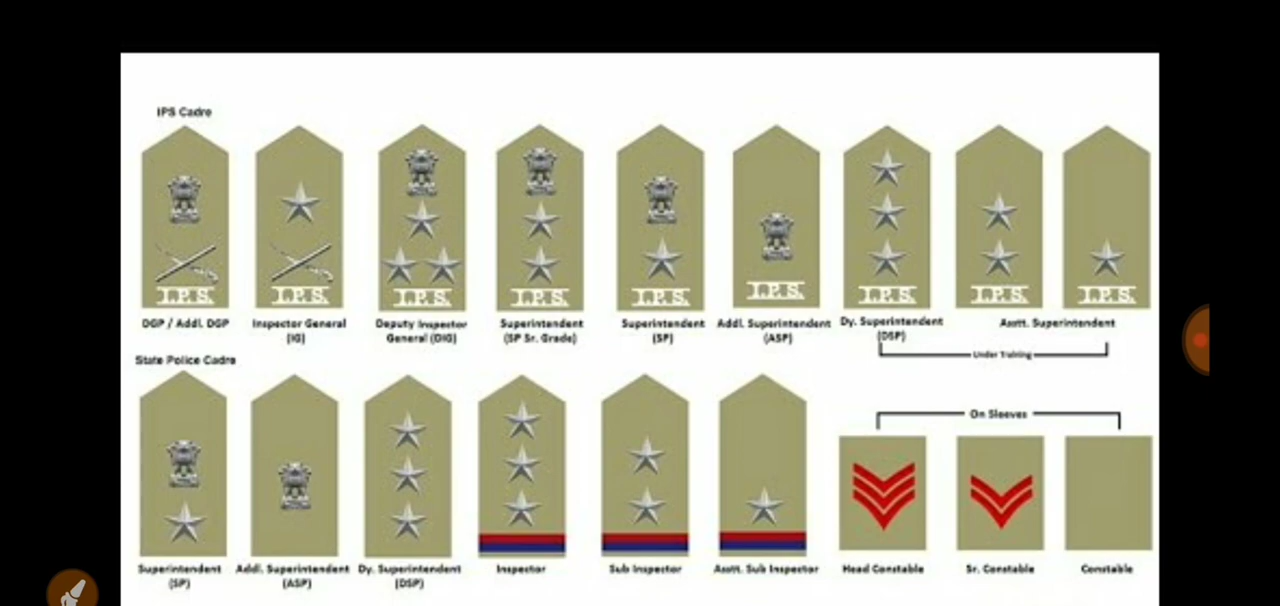 IPS Cadre
I.P.S. I.P.S. I.P.S. I.P.S. I.P.S. I.P.S. I.P.S. I.P.S. I.P.S.
DGP / Addl. DGP
Inspector General
(IG)
Deputy Inspector
General (DIG)
Superintendent
(SP Sr. Grade)
Superintendent
(SP)
Addl. Superintendent
(ASP)
Dy. Superintendent
(DSP)
Asstt. Superintendent
Under Training
State Police Cadre
On Sleeves
Superintendent
(SP)
Addl. Superintendent
(ASP)
Dy. Superintendent
(DSP)
Inspector
Sub Inspector
Asstt. Sub Inspector
Head Constable
Sr. Constable
Constable